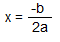 x = -b
2a